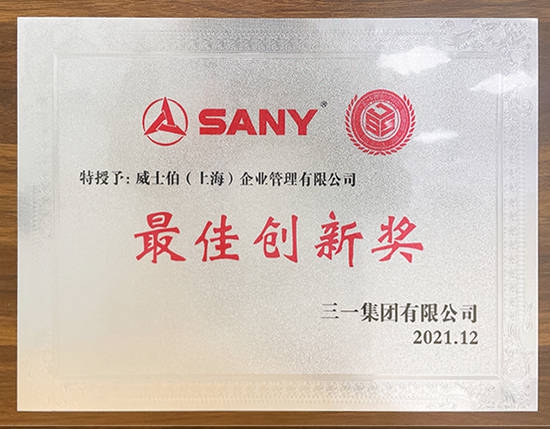 SANY®
特授予：威士伯（上海）企业管理有限公司
最佳创新奖
三一集团有限公司
2021.12